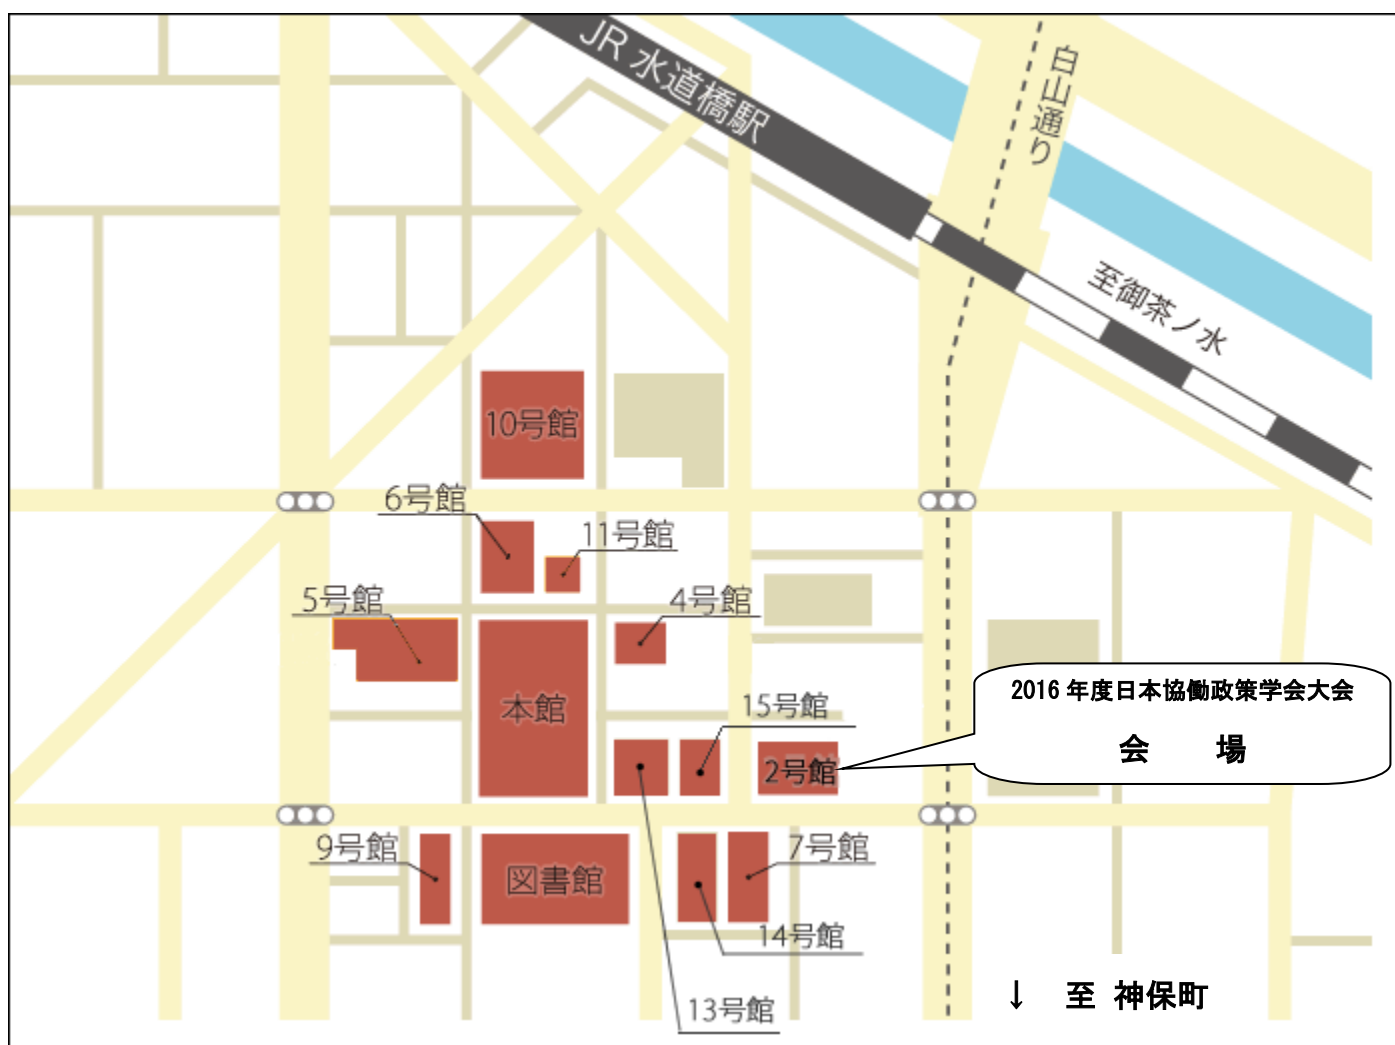 JR 水道橋駅
白山通り
至御茶ノ水
10号館
6号館
11号館
5号館
4号館
本館
15号館
2016 年度日本協働政策学会大会
会　場
2号館
9号館
図書館
7号館
14号館
13号館
↓ 至 神保町